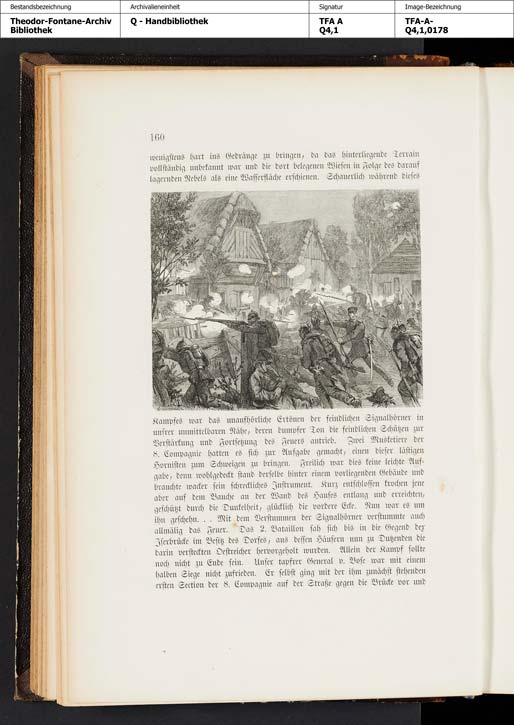 Bestandsbezeichnung
Archivalieneinheit
Signatur
Image-Bezeichnung
Theodor-Fontane-Archiv
Bibliothek
Q - Handbibliothek
TFA A
Q4,1
TFA-A-
Q4,1,0178
160
wenigstens hart ins Gedränge zu bringen, da das hinterliegende Terrain
vollständig unbekannt war und die dort belegenen Wiesen in Folge des darauf
lagernden Nebels als eine Wasserfläche erschienen. Schauerlich während dieses
Kampfes war das unaufhörliche Ertönen der feindlichen Signalhörner in
unsrer unmittelbaren Nähe, deren dumpfer Ton die feindlichen Schützen zur
Verstärkung und Fortsetzung des Feuers antrieb. Zwei Musketiere der
8. Compagnie hatten es sich zur Aufgabe gemacht, einen dieser lästigen
Hornisten zum Schweigen zu bringen. Freilich war dies keine leichte Auf-
gabe, denn wohlgedeckt stand derselbe hinter einem vorliegenden Gebäude und
brauchte wacker sein schreckliches Instrument. Kurz entschlossen krochen jene
aber auf dem Bauche an der Wand des Hauses entlang und erreichten,
geschützt durch die Dunkelheit, glücklich die vordere Ecke. Nun war es um
ihn geschehn. . . Mit dem Verstummen der Signalhörner verstummte auch
allmälig das Feuer. Das 2. Bataillon sah sich bis in die Gegend der
Iserbrücke im Besitz des Dorfes, aus dessen Häusern nun zu Dutzenden die
darin versteckten Oestreicher hervorgeholt wurden. Allein der Kampf sollte
noch nicht zu Ende sein. Unser tapfrer General v. Bose war mit einem
halben Siege nicht zufrieden. Er selbst ging mit der ihm zunächst stehenden
ersten Section der 8. Compagnie auf der Straße gegen die Brücke vor und